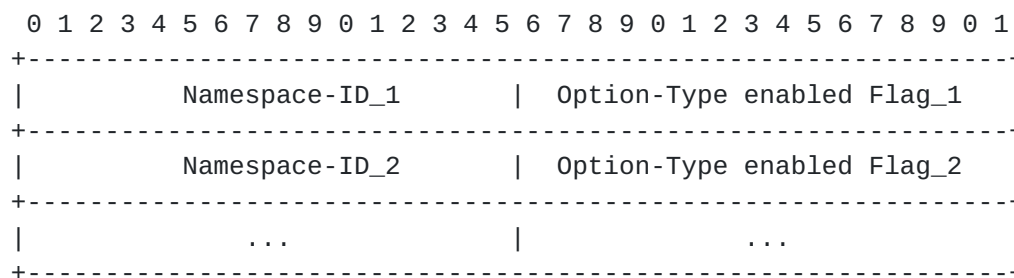 0 1 2 3 4 5 6 7 8 9 0 1 2 3 4 5 6 7 8 9 0 1 2 3 4 5 6 7 8 9 0 1
+---------------------------------------------------------------+
|          Namespace-ID_1       |  Option-Type enabled Flag_1
+---------------------------------------------------------------+
|          Namespace-ID_2       |  Option-Type enabled Flag_2
+---------------------------------------------------------------+
|              ...              |              ...
+---------------------------------------------------------------+